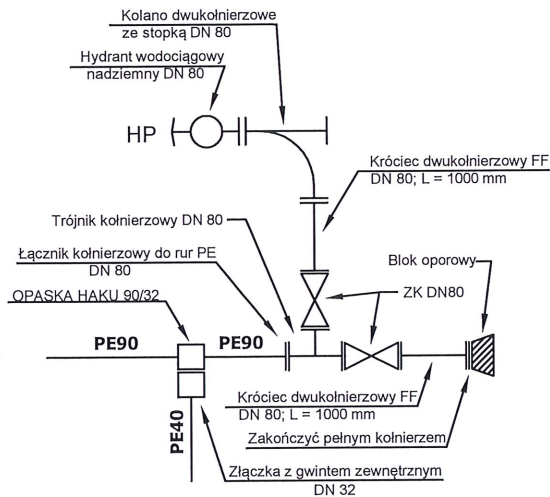 Kolano dwukołnierzowe
ze stopką DN 80
Hydrant wodociągowy
nadziemny DN 80
HP
Króciec dwukołnierzowy FF
DN 80; L = 1000 mm
Trójnik kołnierzowy DN 80
Łącznik kołnierzowy do rur PE
DN 80
Blok oporowy
OPASKA HAKU 90/32
ZK DN80
PE90
PE90
Króciec dwukołnierzowy FF
DN 80; L = 1000 mm
PE40
Zakończyć pełnym kołnierzem
Złączka z gwintem zewnętrznym
DN 32